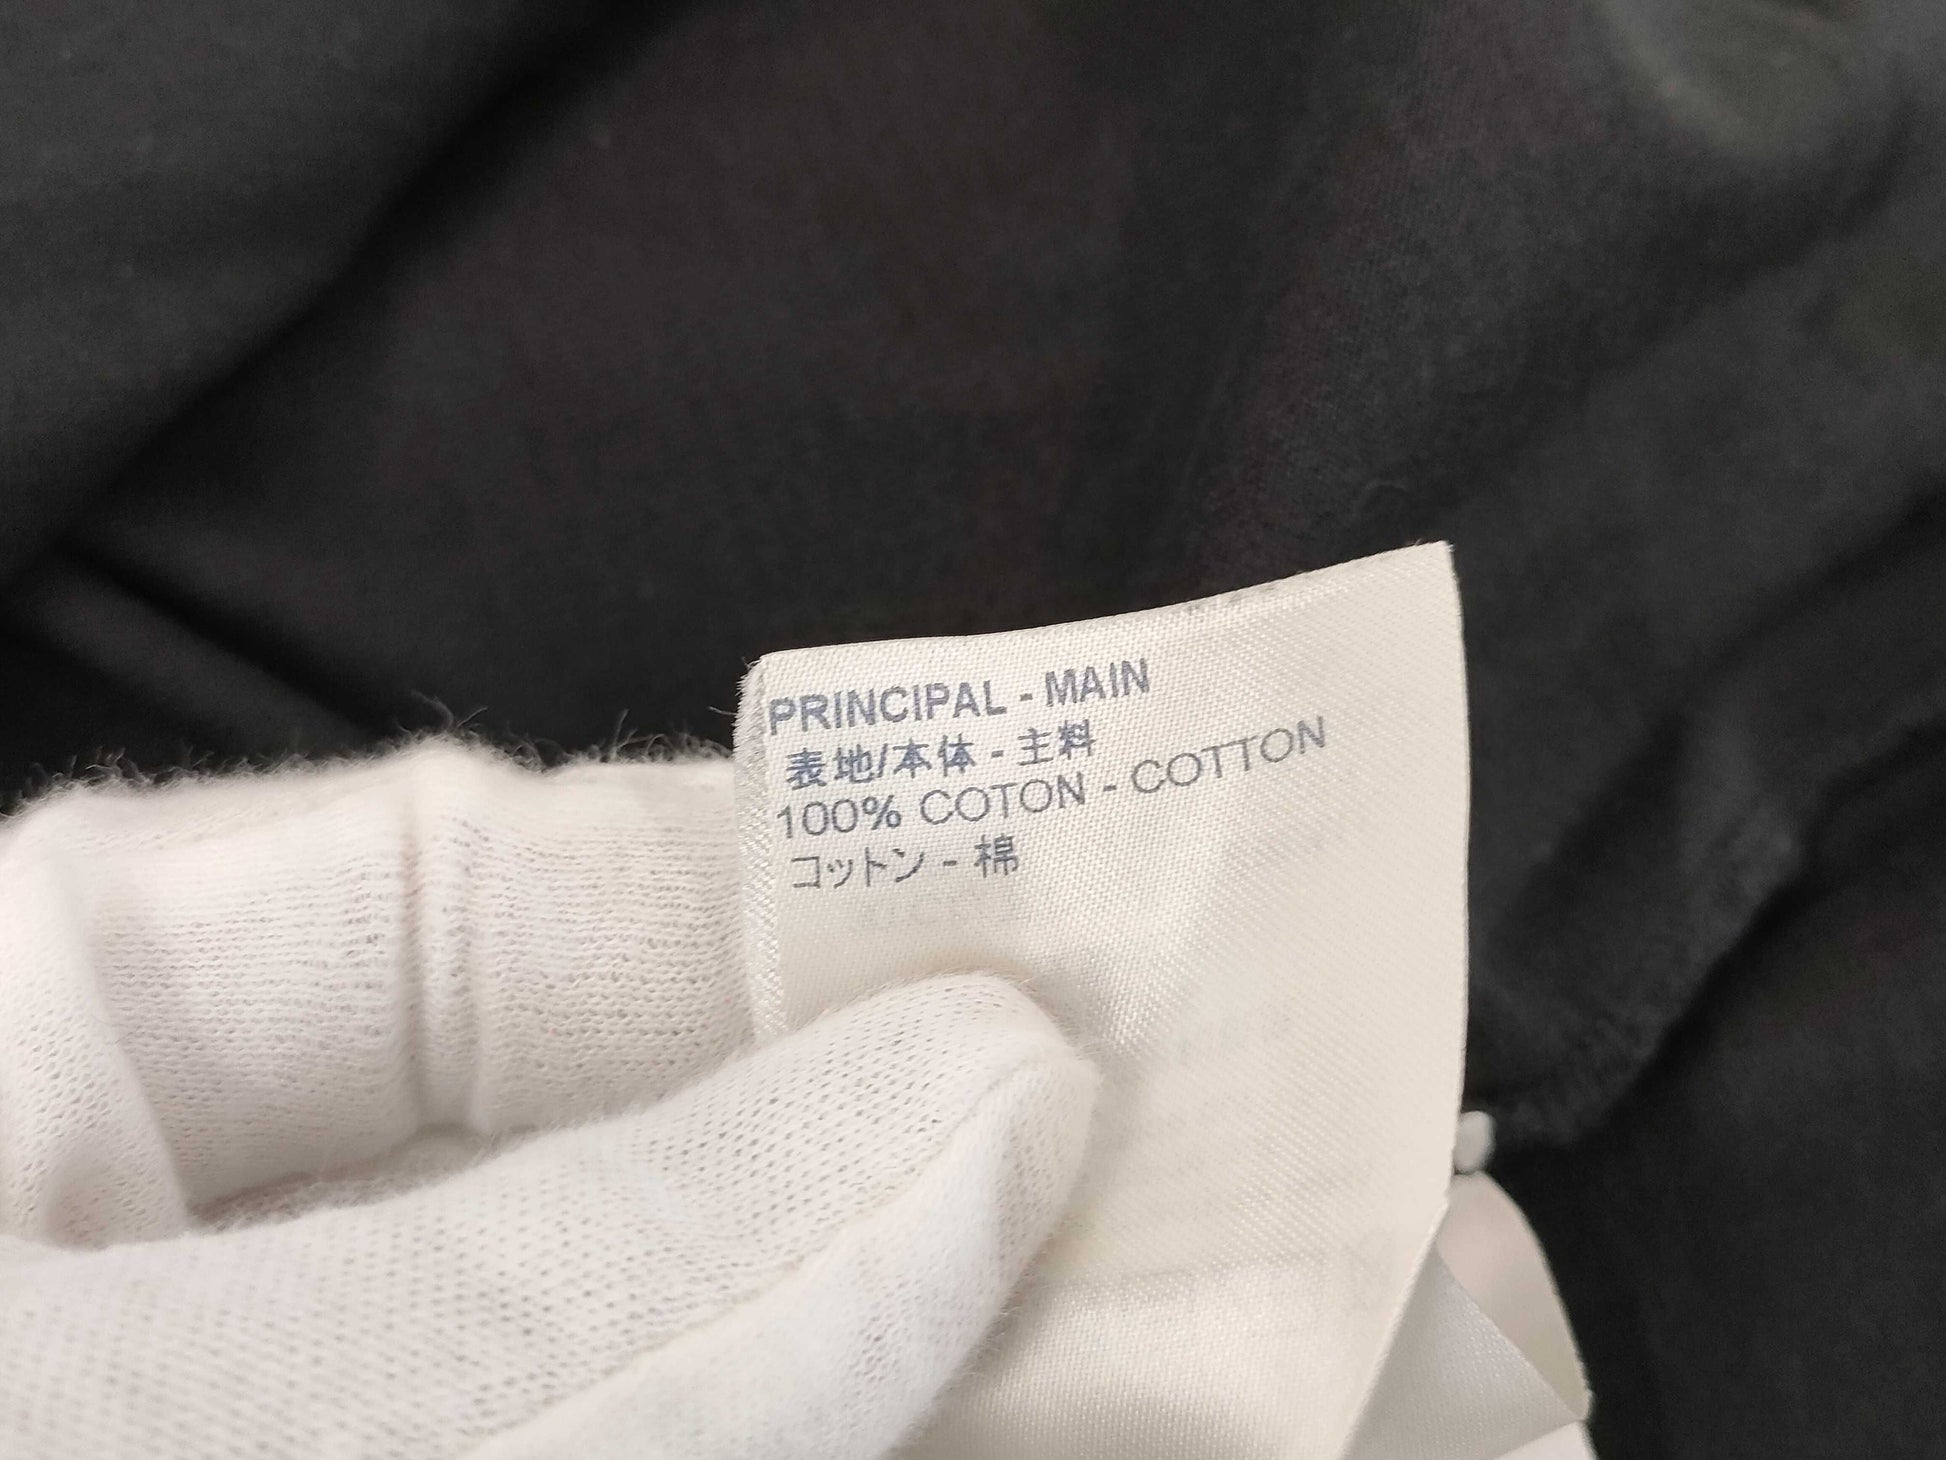 PRINCIPAL - MAIN
表地/本体 - 主料
100% COTON - COTTON
コットン - 棉